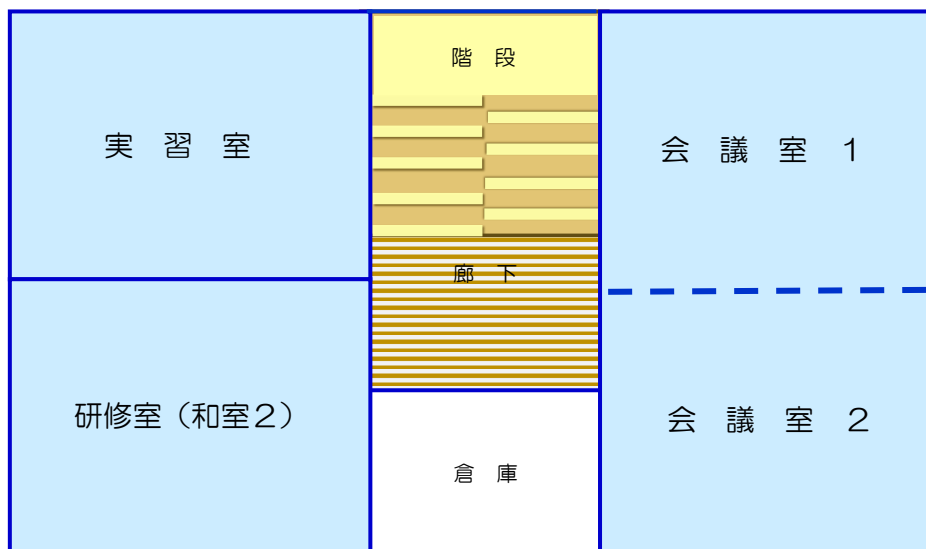 階 段
実 習 室
会 議 室 1
廊 下
研修室（和室２）
会 議 室 2
倉 庫